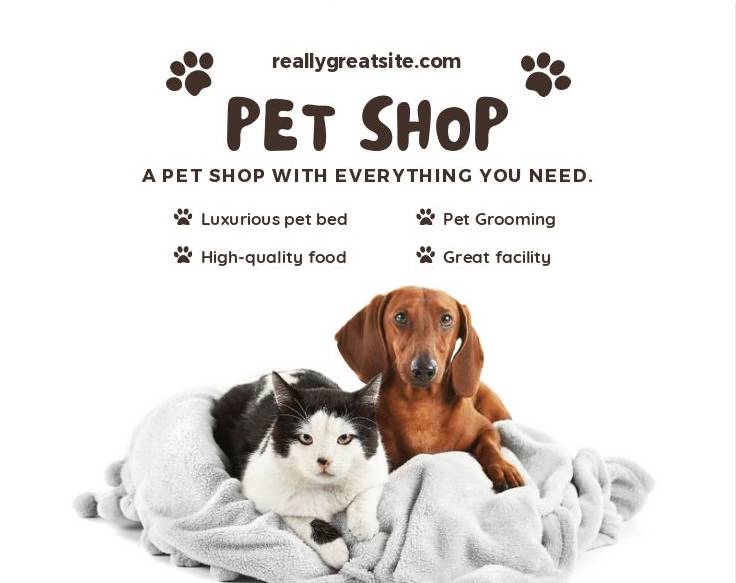 reallygreatsite.com
PET SHOP
A PET SHOP WITH EVERYTHING YOU NEED.
Luxurious pet bed
Pet Grooming
High-quality food
Great facility